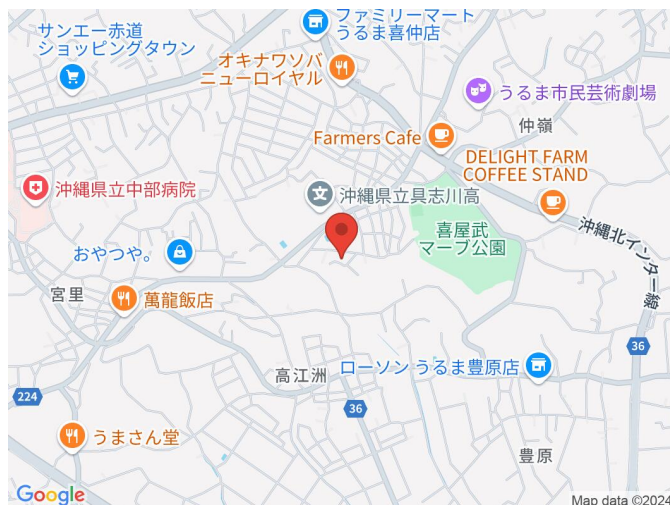 ファミリーマート
うるま喜仲店
サンエー赤道
ショッピングタウン
オキナワソバ
ニューロイヤル
うるま市民芸術劇場
仲嶺
Farmers Cafe
DELIGHT FARM
COFFEE STAND
沖縄県立中部病院
沖縄県立具志川高
喜屋武
マーブ公園
沖縄北インター線
おやつや。
宮里
萬龍飯店
36
ローソン うるま豊原店
高江洲
224
36
うまさん堂
豊原
Google
Map data ©2024